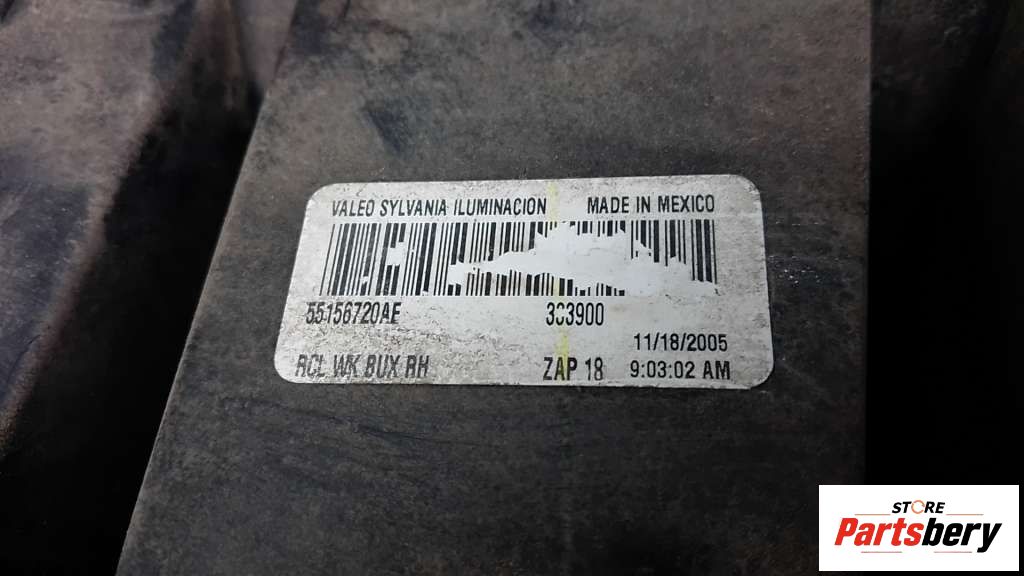 VALEO SYLVANIA ILUMINACION MADE IN MEXICO
55156720AE 303900
11/18/2005
RCL WK BUX RH ZAP 18 9:03:02 AM
STORE
Partsbery